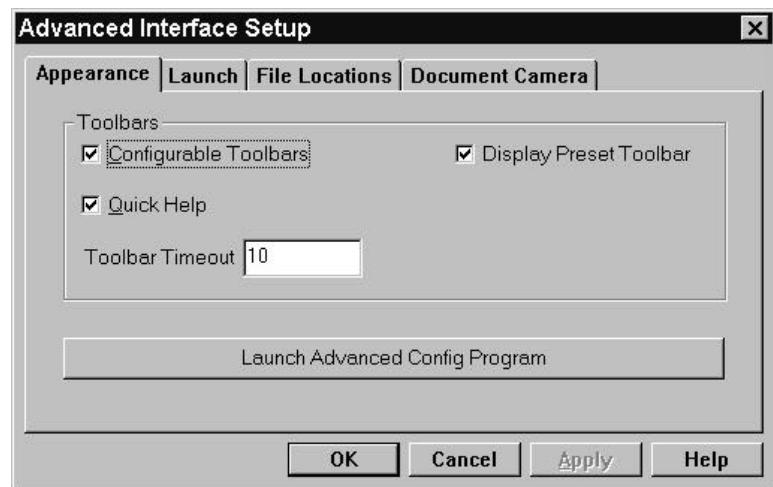 Advanced Interface Setup
Appearance Launch File Locations Document Camera
Toolbars
Configurable Toolbars Display Preset Toolbar
Quick Help
Toolbar Timeout 10
Launch Advanced Config Program
OK Cancel Apply Help